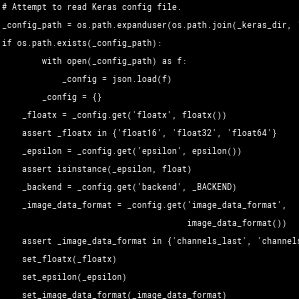 # Attempt to read Keras config file.
_config_path = os.path.expanduser(os.path.join(_keras_dir,
if os.path.exists(_config_path):
with open(_config_path) as f:
_config = json.load(f)
_config = {}
_floatx = _config.get('floatx', floatx())
assert _floatx in {'float16', 'float32', 'float64'}
_epsilon = _config.get('epsilon', epsilon())
assert isinstance(_epsilon, float)
_backend = _config.get('backend', _BACKEND)
_image_data_format = _config.get('image_data_format',
image_data_format())
assert _image_data_format in {'channels_last', 'channels
set_floatx(_floatx)
set_epsilon(_epsilon)
set_image_data_format(_image_data_format)